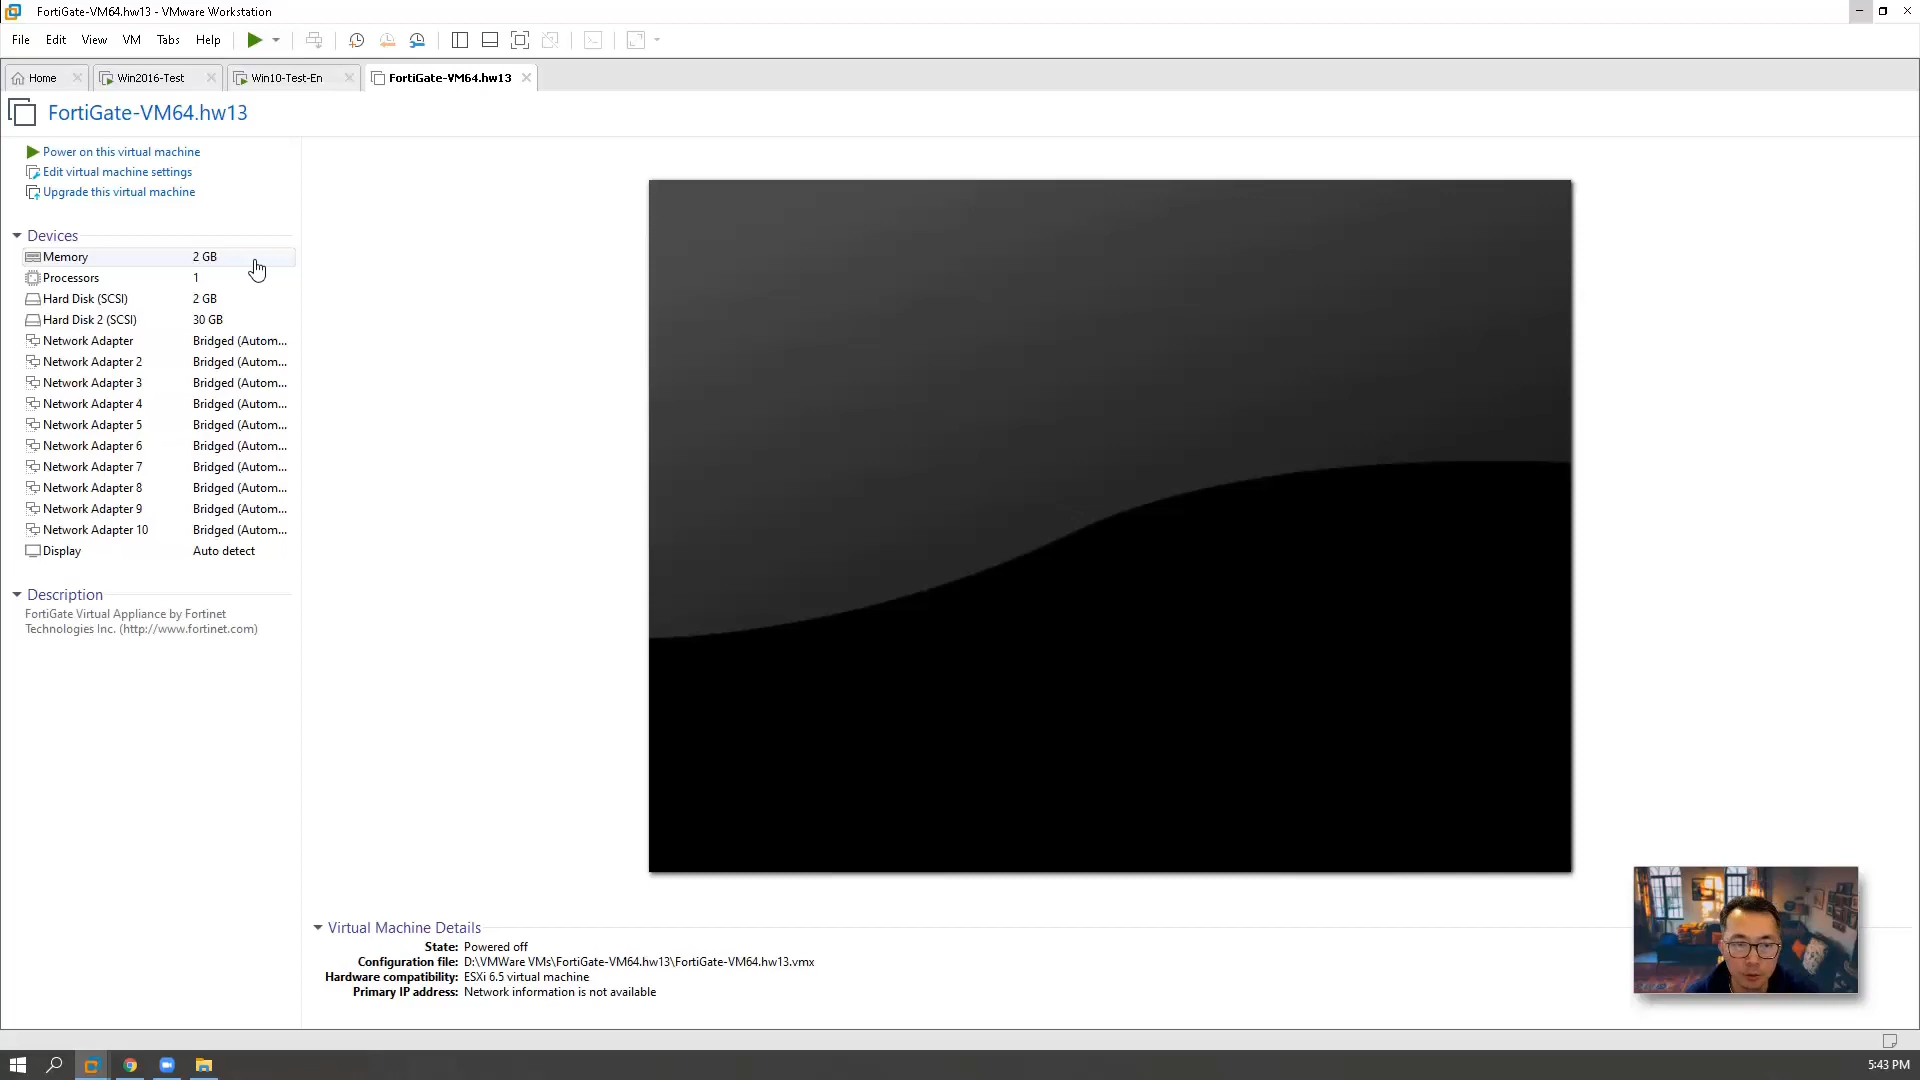 FortiGate-VM64.hw13 - VMware Workstation
File Edit View VM Tabs Help
Home Win2016-Test Win10-Test-En FortiGate-VM64.hw13
FortiGate-VM64.hw13
Power on this virtual machine
Edit virtual machine settings
Upgrade this virtual machine
Devices
Memory 2 GB
Processors 1
Hard Disk (SCSI) 2 GB
Hard Disk 2 (SCSI) 30 GB
Network Adapter Bridged (Autom...
Network Adapter 2 Bridged (Autom...
Network Adapter 3 Bridged (Autom...
Network Adapter 4 Bridged (Autom...
Network Adapter 5 Bridged (Autom...
Network Adapter 6 Bridged (Autom...
Network Adapter 7 Bridged (Autom...
Network Adapter 8 Bridged (Autom...
Network Adapter 9 Bridged (Autom...
Network Adapter 10 Bridged (Autom...
Display Auto detect
Description
FortiGate Virtual Appliance by Fortinet
Technologies Inc. (http://www.fortinet.com)
Virtual Machine Details
State: Powered off
Configuration file: D:\VMWare VMs\FortiGate-VM64.hw13\FortiGate-VM64.hw13.vmx
Hardware compatibility: ESXi 6.5 virtual machine
Primary IP address: Network information is not available
5:43 PM